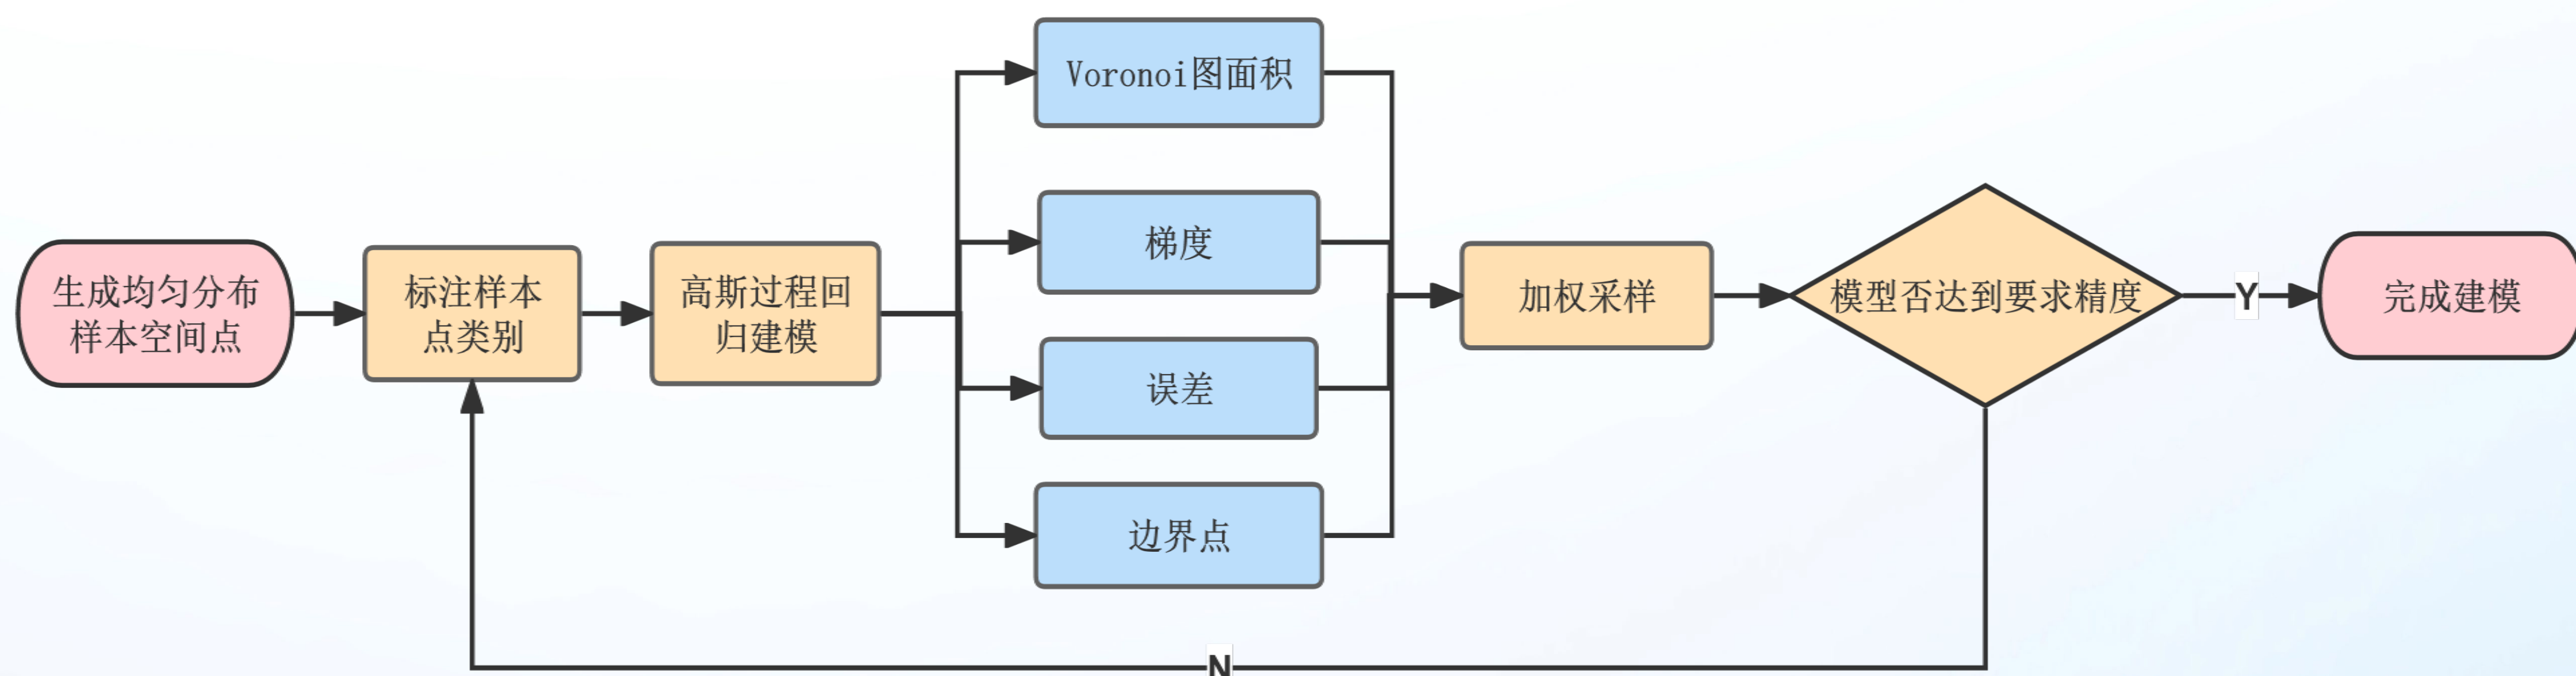 生成均匀分布
样本空间点
标注样本
点类别
高斯过程回
归建模
Voronoi图面积
梯度
误差
边界点
加权采样
模型否达到要求精度
Y
完成建模
N